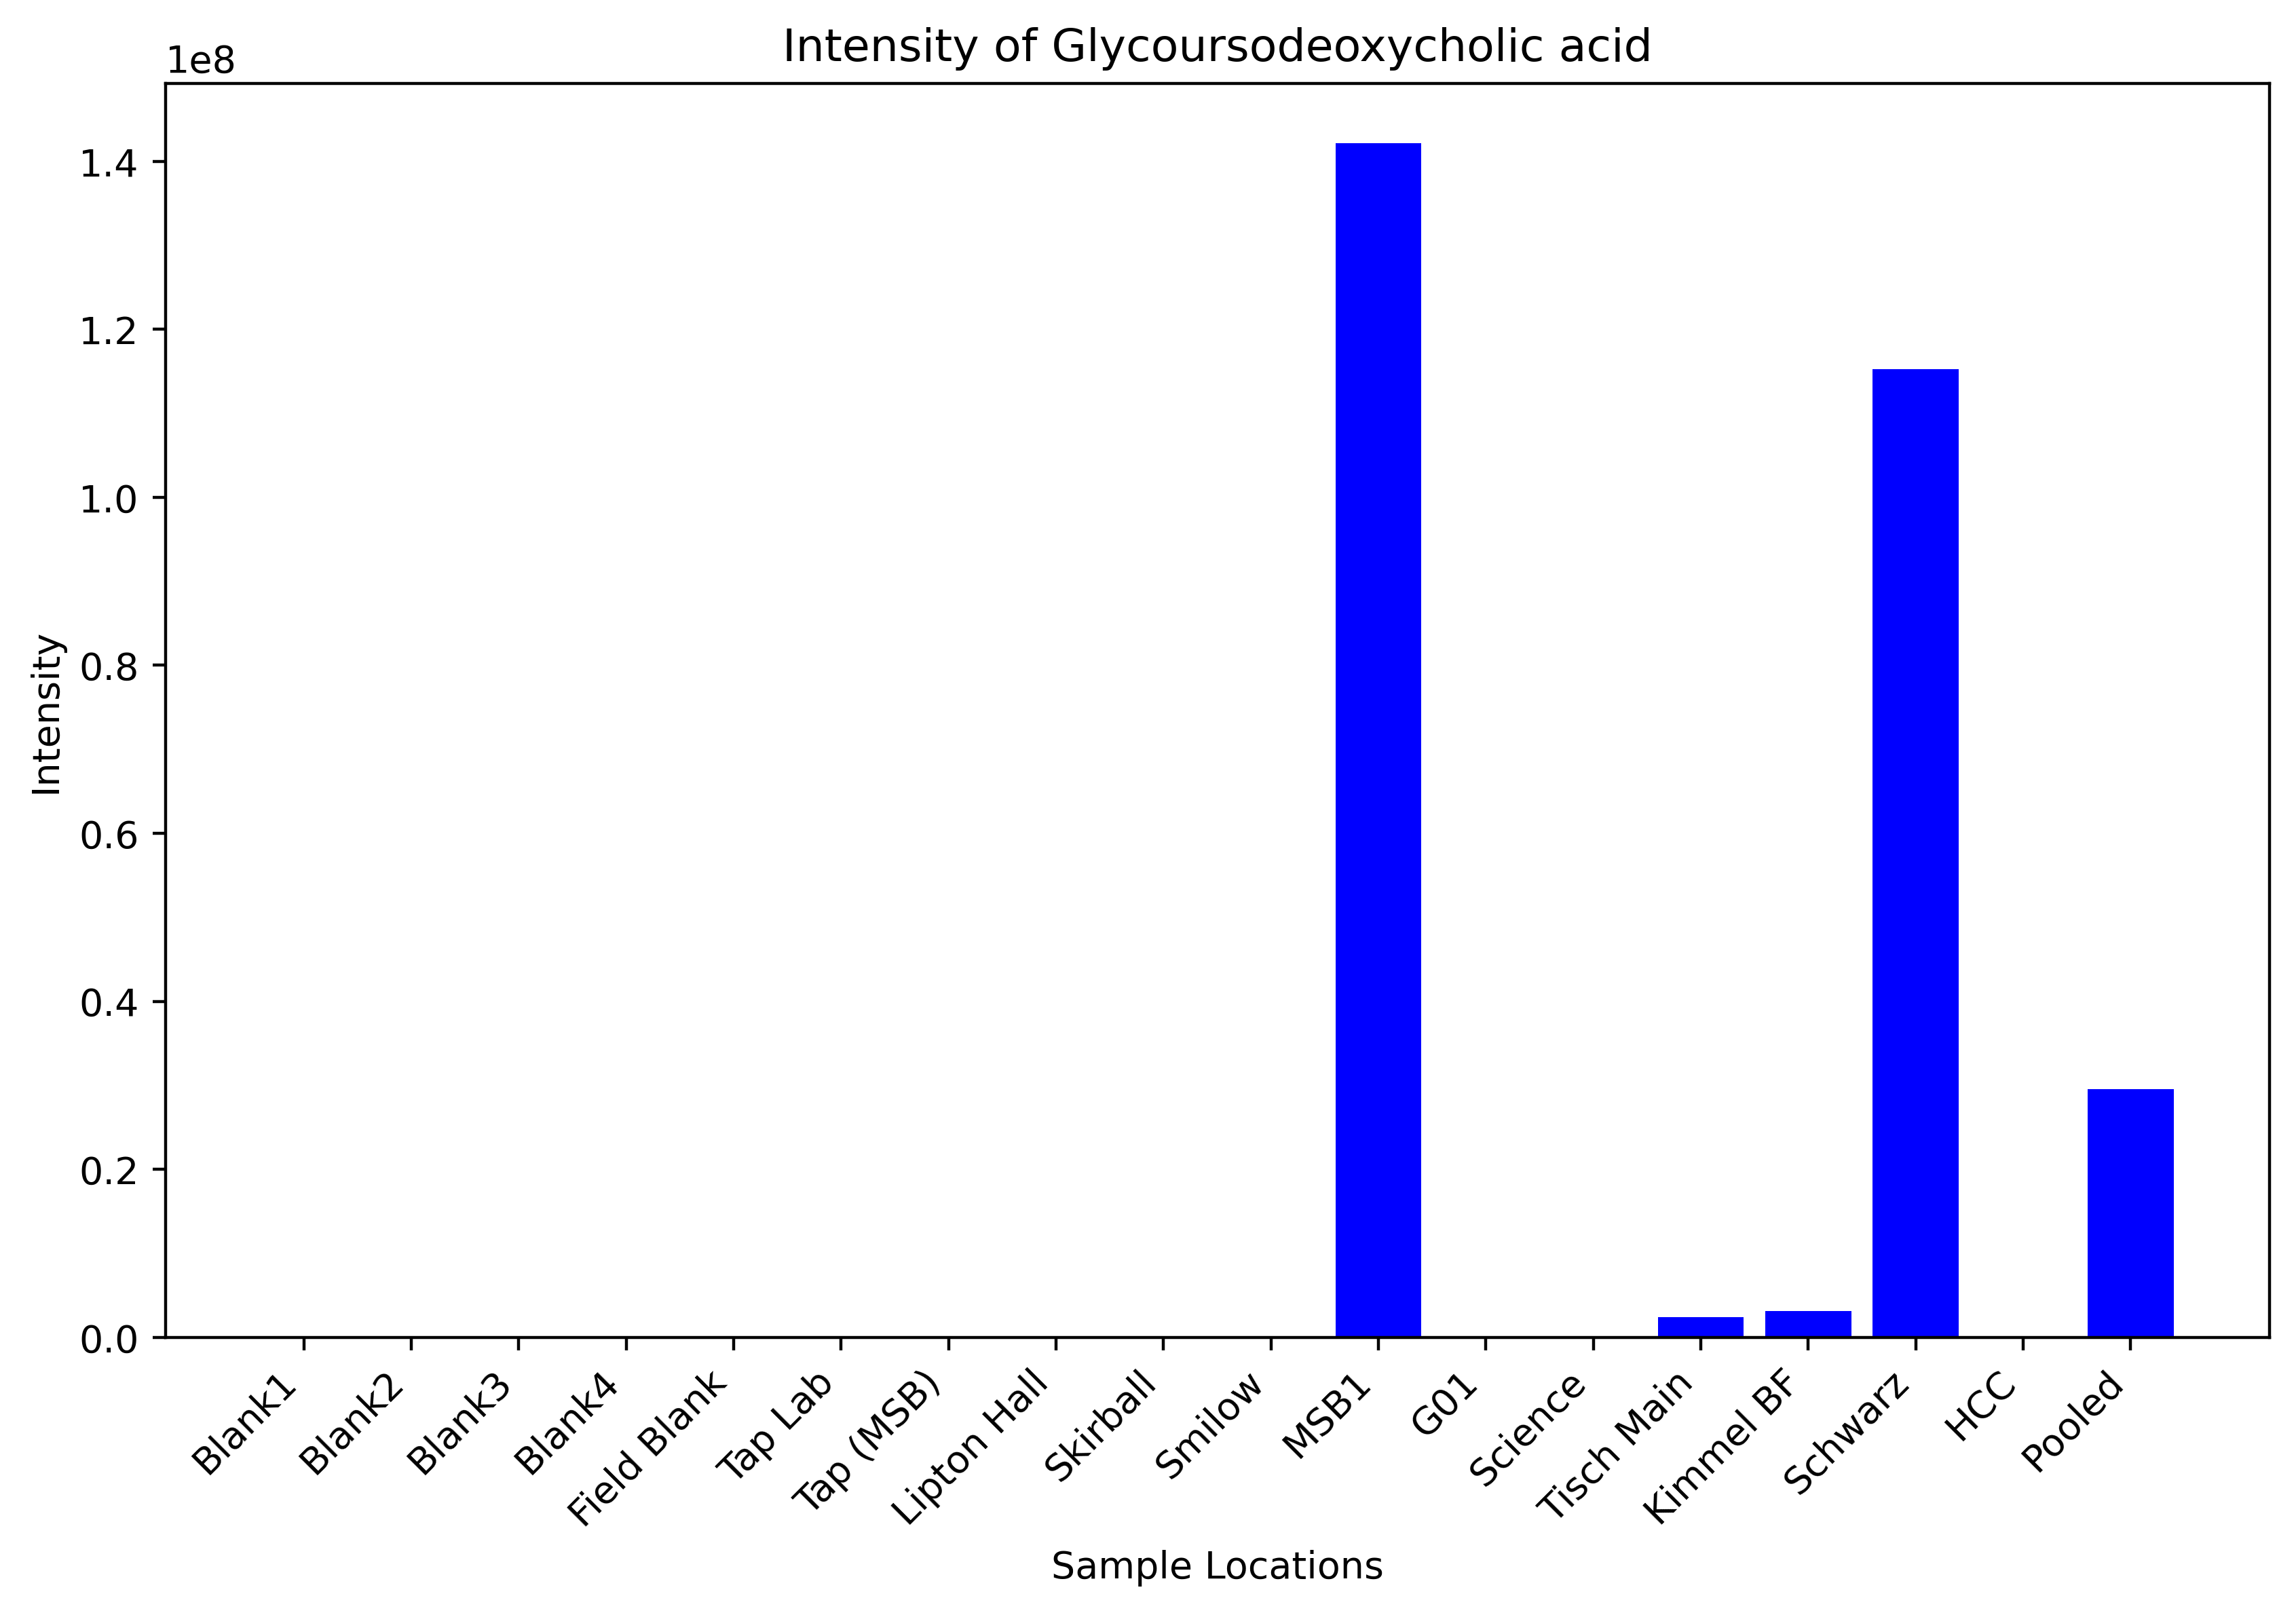 Intensity of Glycoursodeoxycholic acid
1e8
1.4
1.2
1.0
0.8
0.6
0.4
0.2
0.0
Intensity
Blank1
Blank2
Blank3
Blank4
Field Blank
Tap Lab
Tap (MSB)
Lipton Hall
Skirball
Smilow
MSB1
G01
Science
Tisch Main
Kimmel BF
Schwarz
HCC
Pooled
Sample Locations